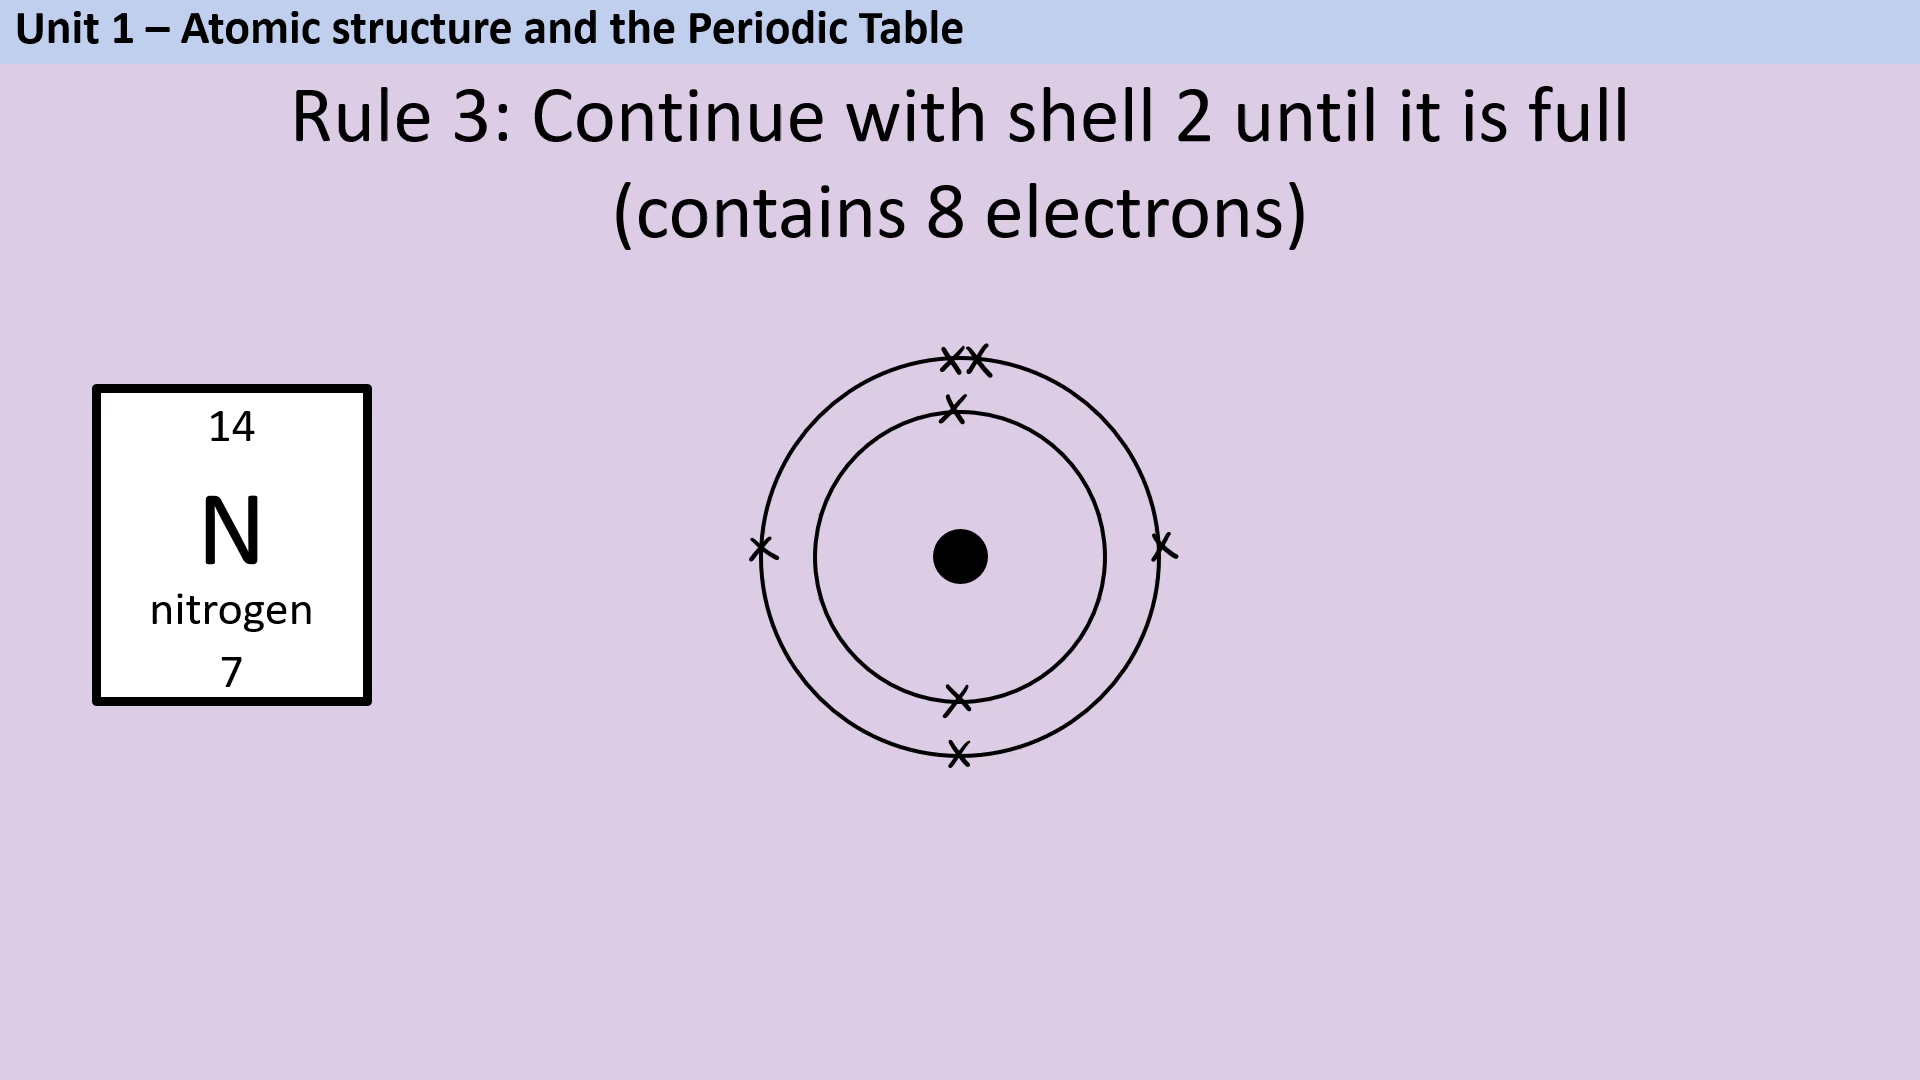 Unit 1 – Atomic structure and the Periodic Table
Rule 3: Continue with shell 2 until it is full
(contains 8 electrons)
14
N
nitrogen
7